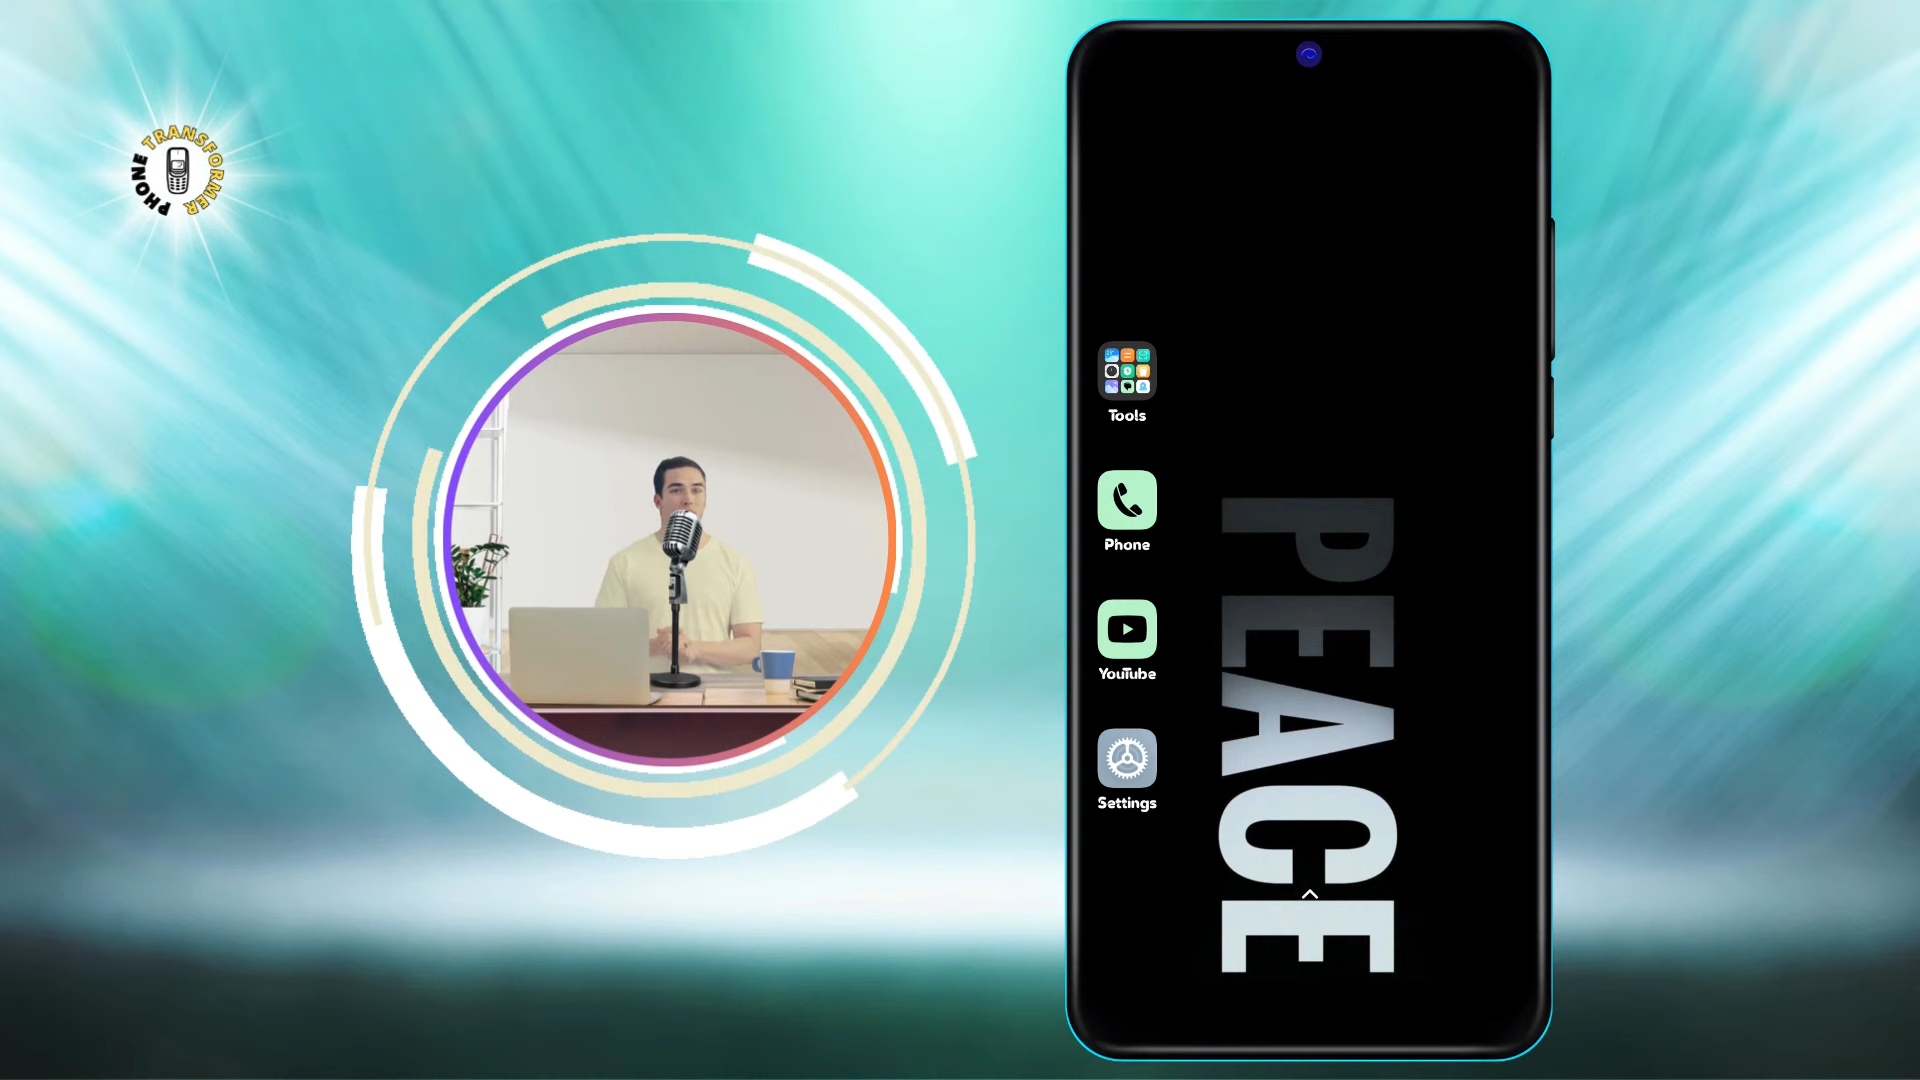 PHONE TRANSFORMER
Tools
Phone
YouTube
Settings
PEACE